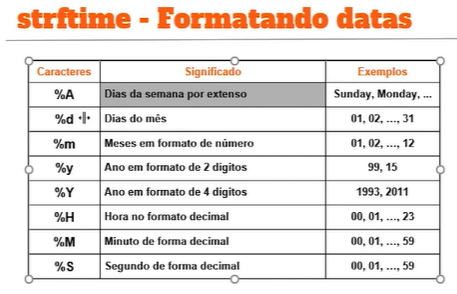 strftime - Formatando datas
Caracteres Significado Exemplos
%A Dias da semana por extenso Sunday, Monday, ...
%d Dias do mês 01, 02, ..., 31
%m Meses em formato de número 01, 02, ..., 12
%y Ano em formato de 2 dígitos 99, 15
%Y Ano em formato de 4 dígitos 1993, 2011
%H Hora no formato decimal 00, 01, ..., 23
%M Minuto de forma decimal 00, 01, ..., 59
%S Segundo de forma decimal 00, 01, ..., 59